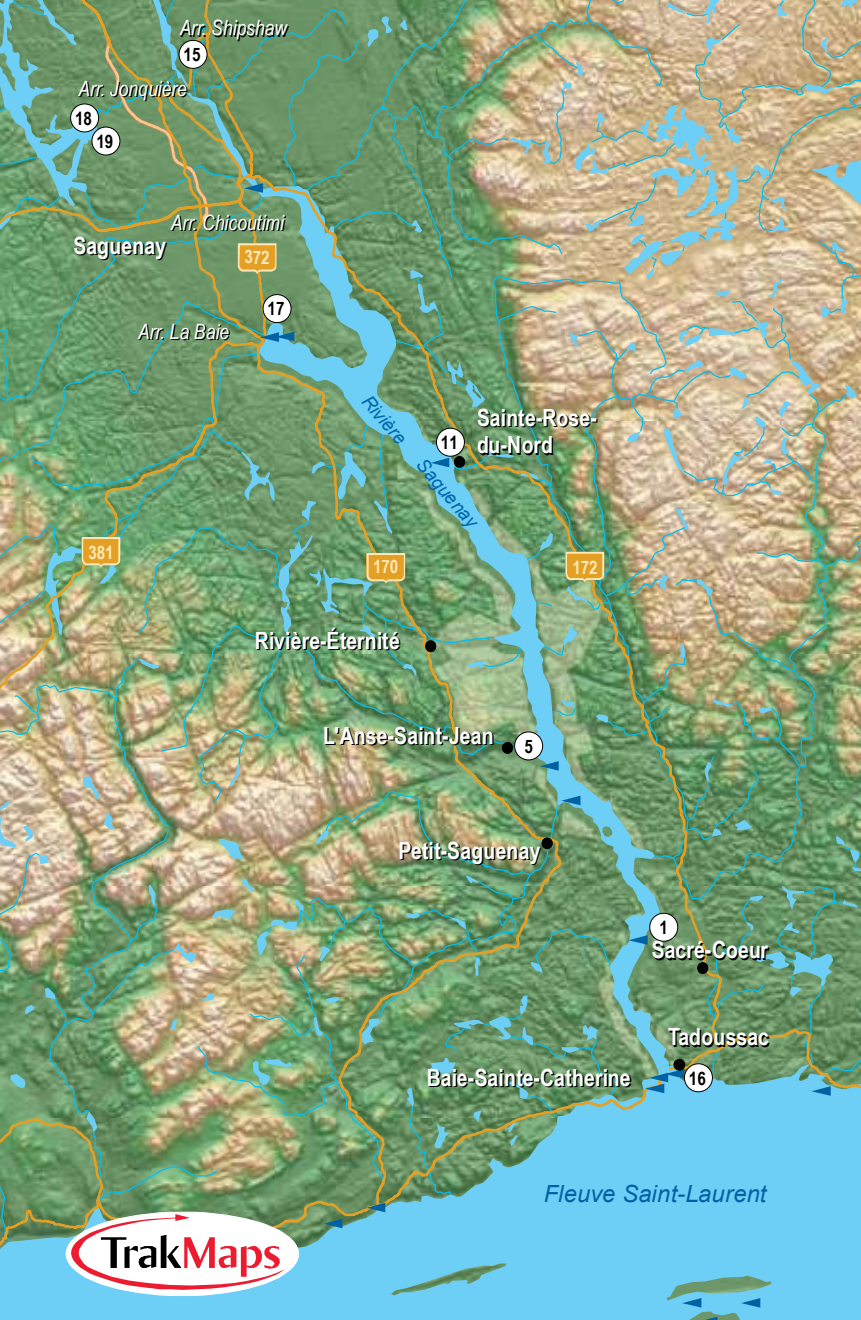 Arr. Shipshaw
15
Arr. Jonquière
18
19
Arr. Chicoutimi
Saguenay
372
17
Arr. La Baie
Rivière
Saguenay
Sainte-Rose-
du-Nord
11
381
170
172
Rivière-Éternité
L'Anse-Saint-Jean
5
Petit-Saguenay
1
Sacré-Coeur
Tadoussac
Baie-Sainte-Catherine
16
Fleuve Saint-Laurent
TrakMaps